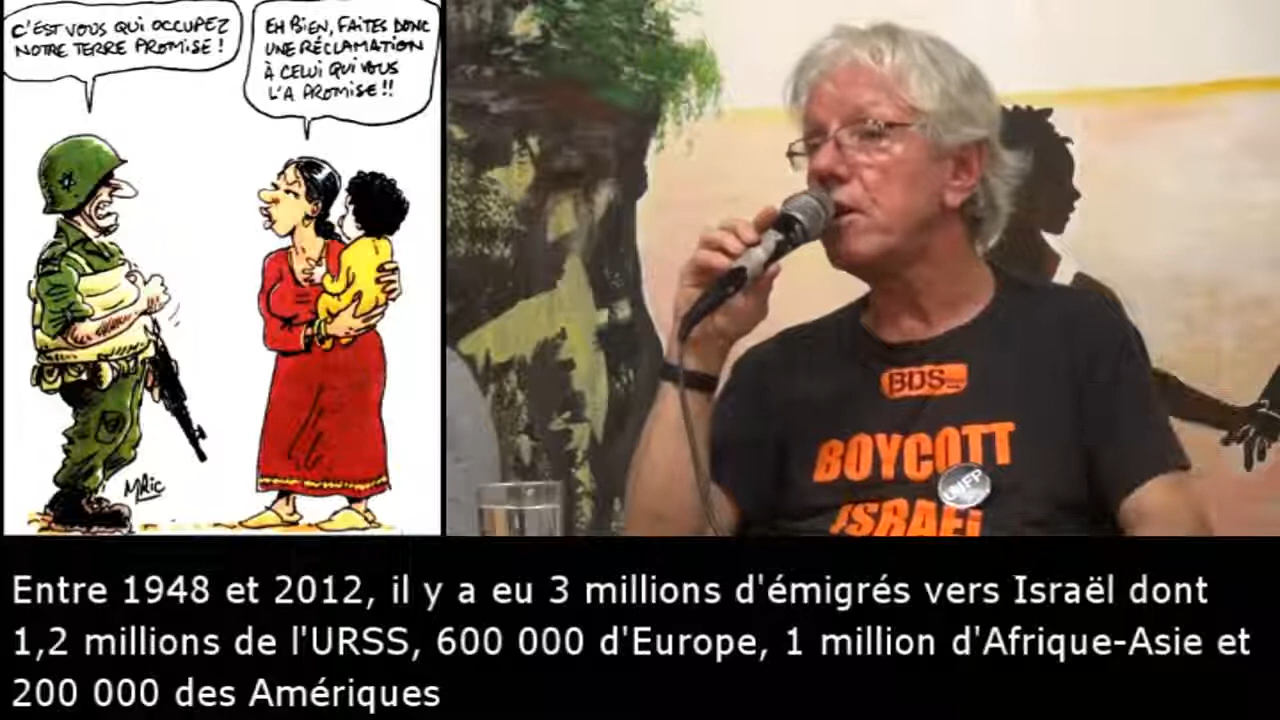 C'EST VOUS QUI OCCUPEZ
NOTRE TERRE PROMISE !
EH BIEN, FAITES DONC
UNE RÉCLAMATION
À CELUI QUI VOUS
L'A PROMISE !!
MRic
BDS
BOYCOTT
ISRAEL
UJFP
Entre 1948 et 2012, il y a eu 3 millions d'émigrés vers Israël dont
1,2 millions de l'URSS, 600 000 d'Europe, 1 million d'Afrique-Asie et
200 000 des Amériques